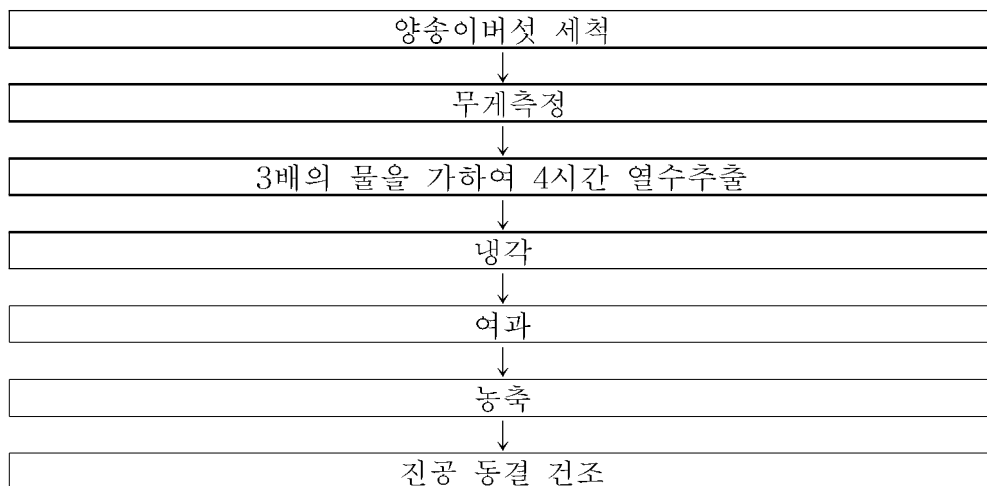 양송이버섯 세척
↓
무게측정
↓
3배의 물을 가하여 4시간 열수추출
↓
냉각
↓
여과
↓
농축
↓
진공 동결 건조